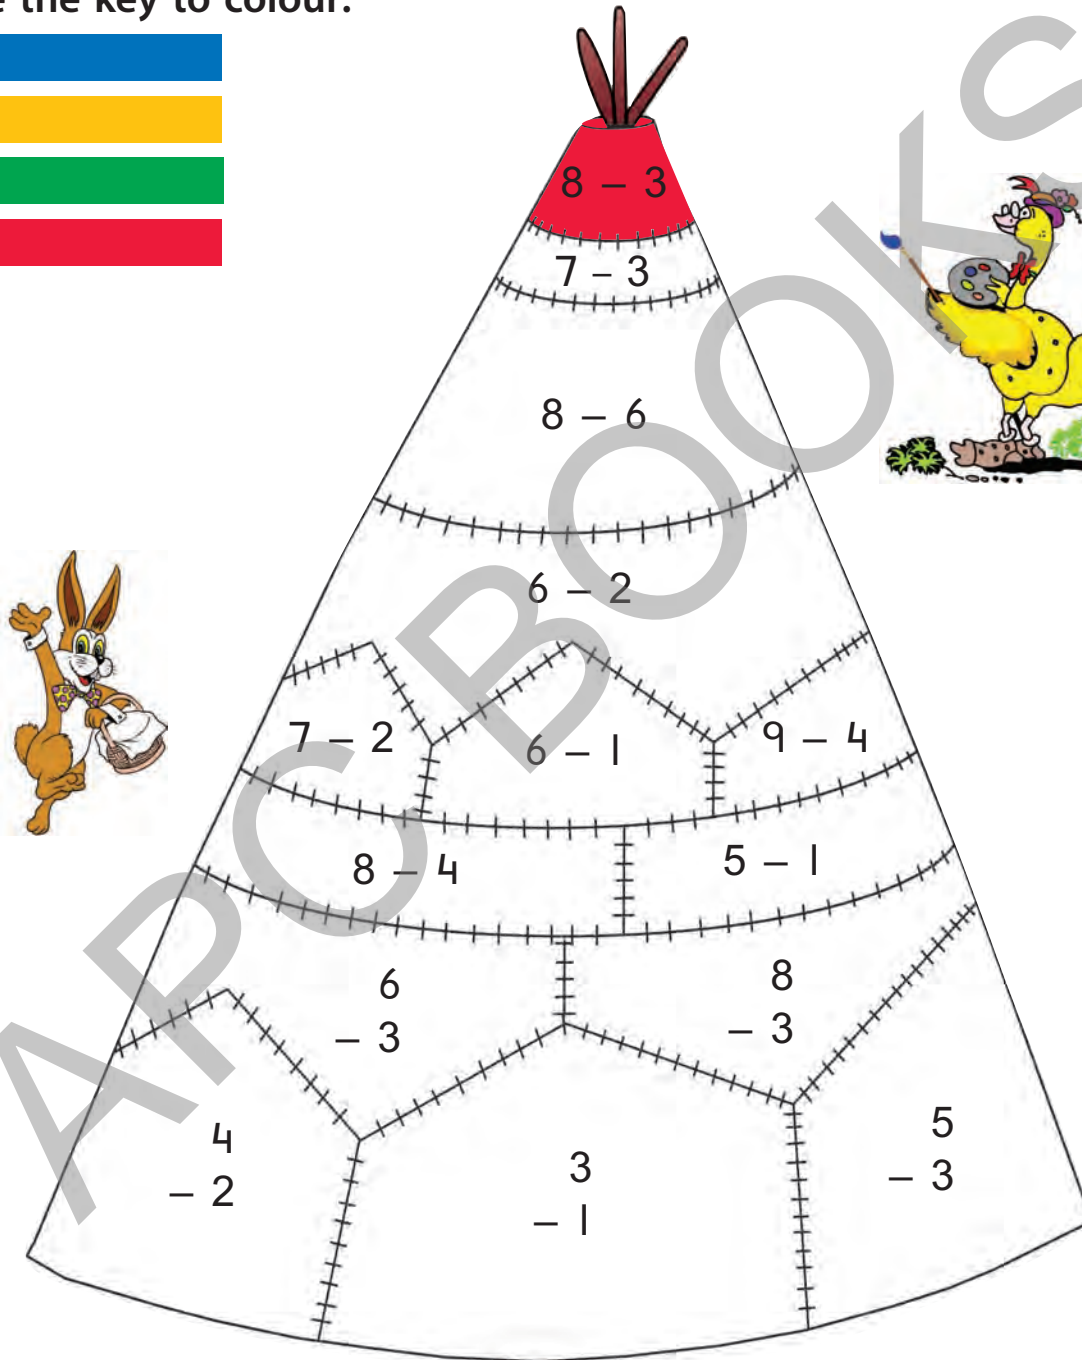 the key to colour.
8 – 3
7 – 3
8 – 6
6 – 2
7 – 2
6 – 1
9 – 4
8 – 4
5 – 1
6
– 3
8
– 3
4
– 2
3
– 1
5
– 3
APC BOOKS